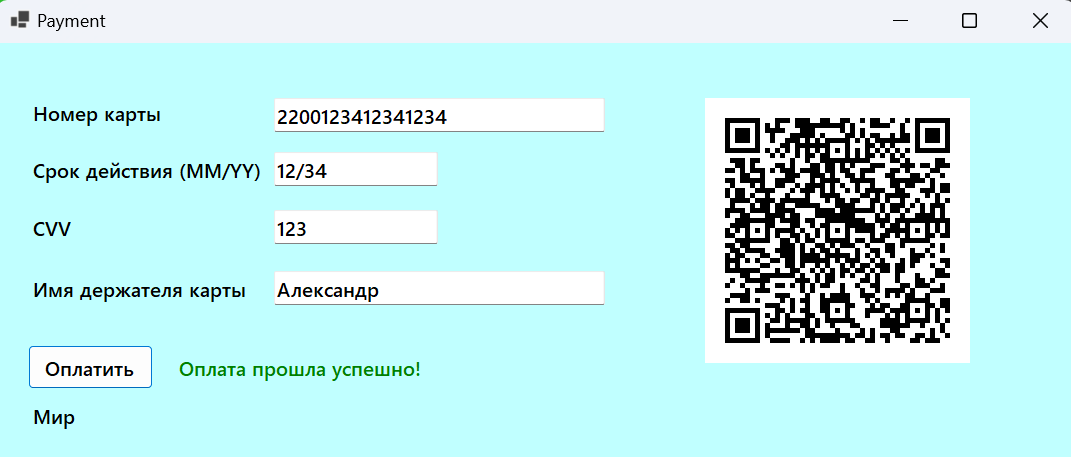 Payment
Номер карты
2200123412341234
Срок действия (MM/YY)
12/34
CVV
123
Имя держателя карты
Александр
Оплатить
Оплата прошла успешно!
Мир